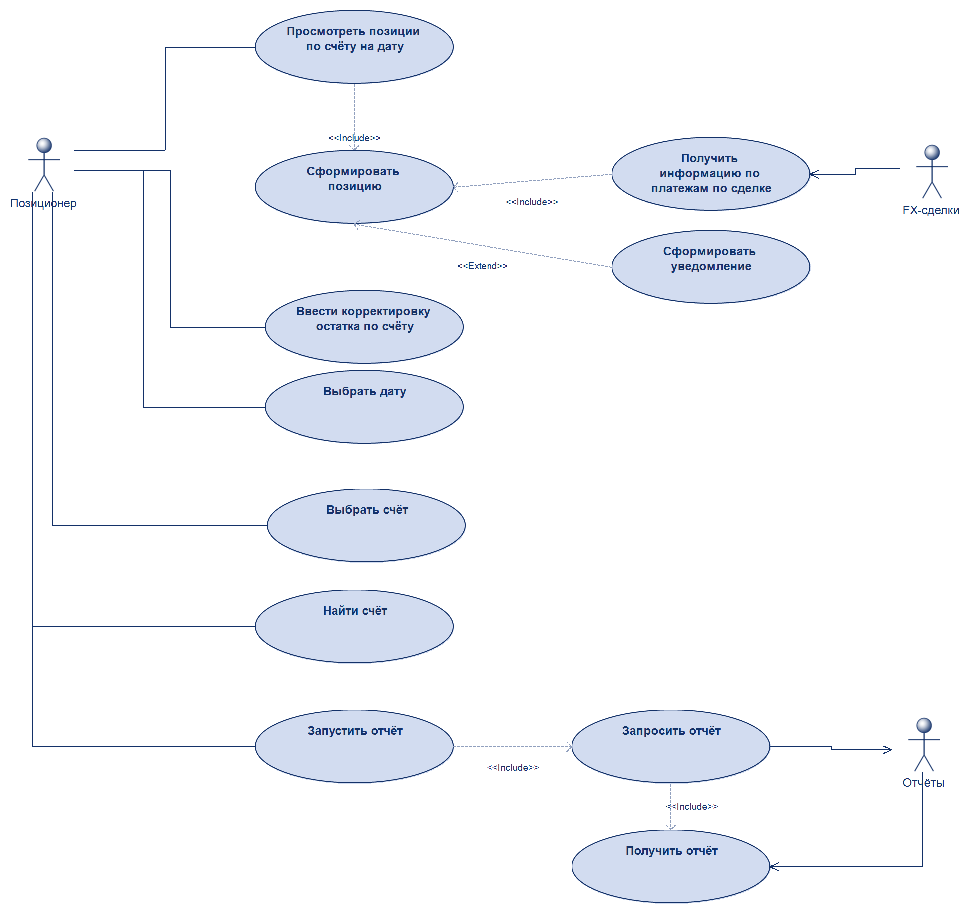 Просмотреть позиции
по счёту на дату
<<Include>>
Позиционер
Сформировать
позицию
Получить
информацию по
платежам по сделке
<<Include>>
FX-сделки
Сформировать
уведомление
<<Extend>>
Ввести корректировку
остатка по счёту
Выбрать дату
Выбрать счёт
Найти счёт
Запустить отчёт
<<Include>>
Запросить отчёт
Отчёты
<<Include>>
Получить отчёт